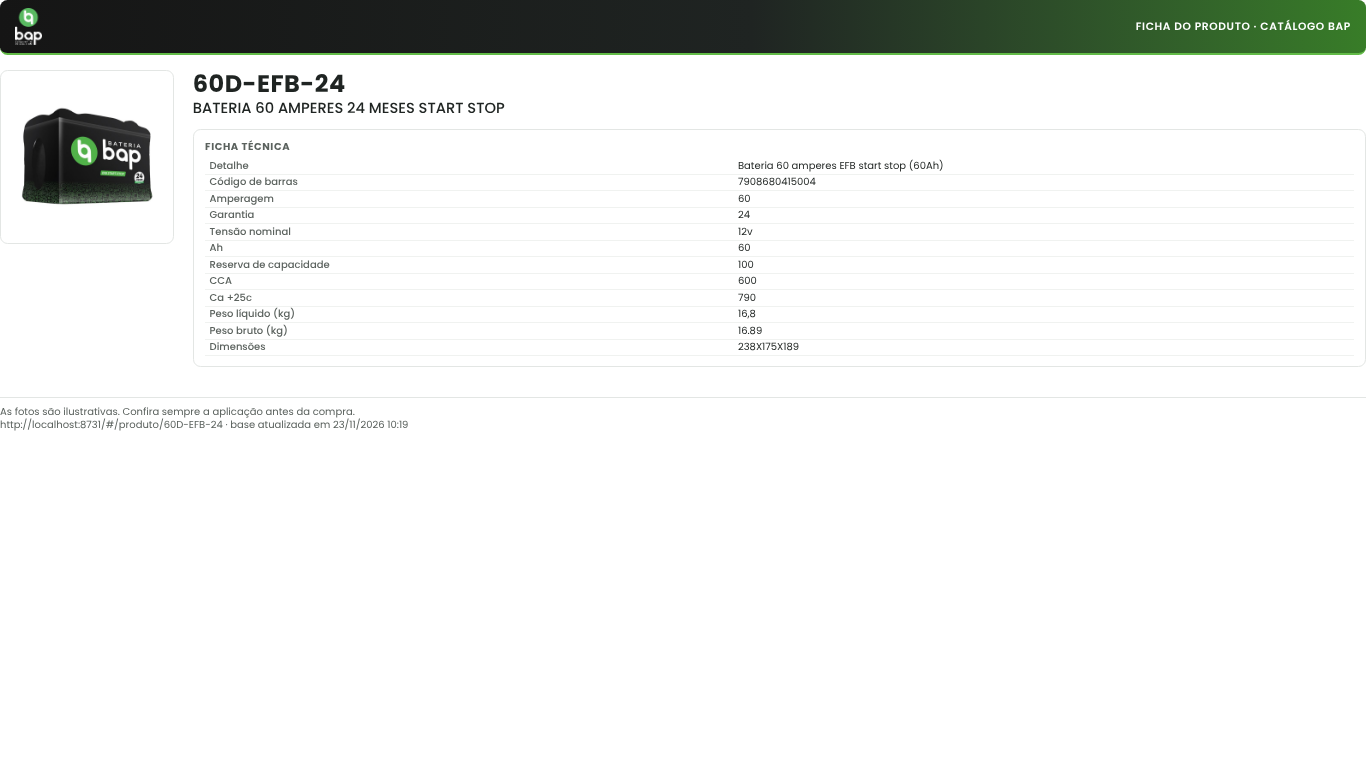 bap
FICHA DO PRODUTO · CATÁLOGO BAP
BATERIA
bap
24
60D-EFB-24
BATERIA 60 AMPERES 24 MESES START STOP
FICHA TÉCNICA
Detalhe Bateria 60 amperes EFB start stop (60Ah)
Código de barras 7908680415004
Amperagem 60
Garantia 24
Tensão nominal 12v
Ah 60
Reserva de capacidade 100
CCA 600
Ca +25c 790
Peso líquido (kg) 16,8
Peso bruto (kg) 16.89
Dimensões 238X175X189
As fotos são ilustrativas. Confira sempre a aplicação antes da compra.
http://localhost:8731/#/produto/60D-EFB-24 · base atualizada em 23/11/2026 10:19